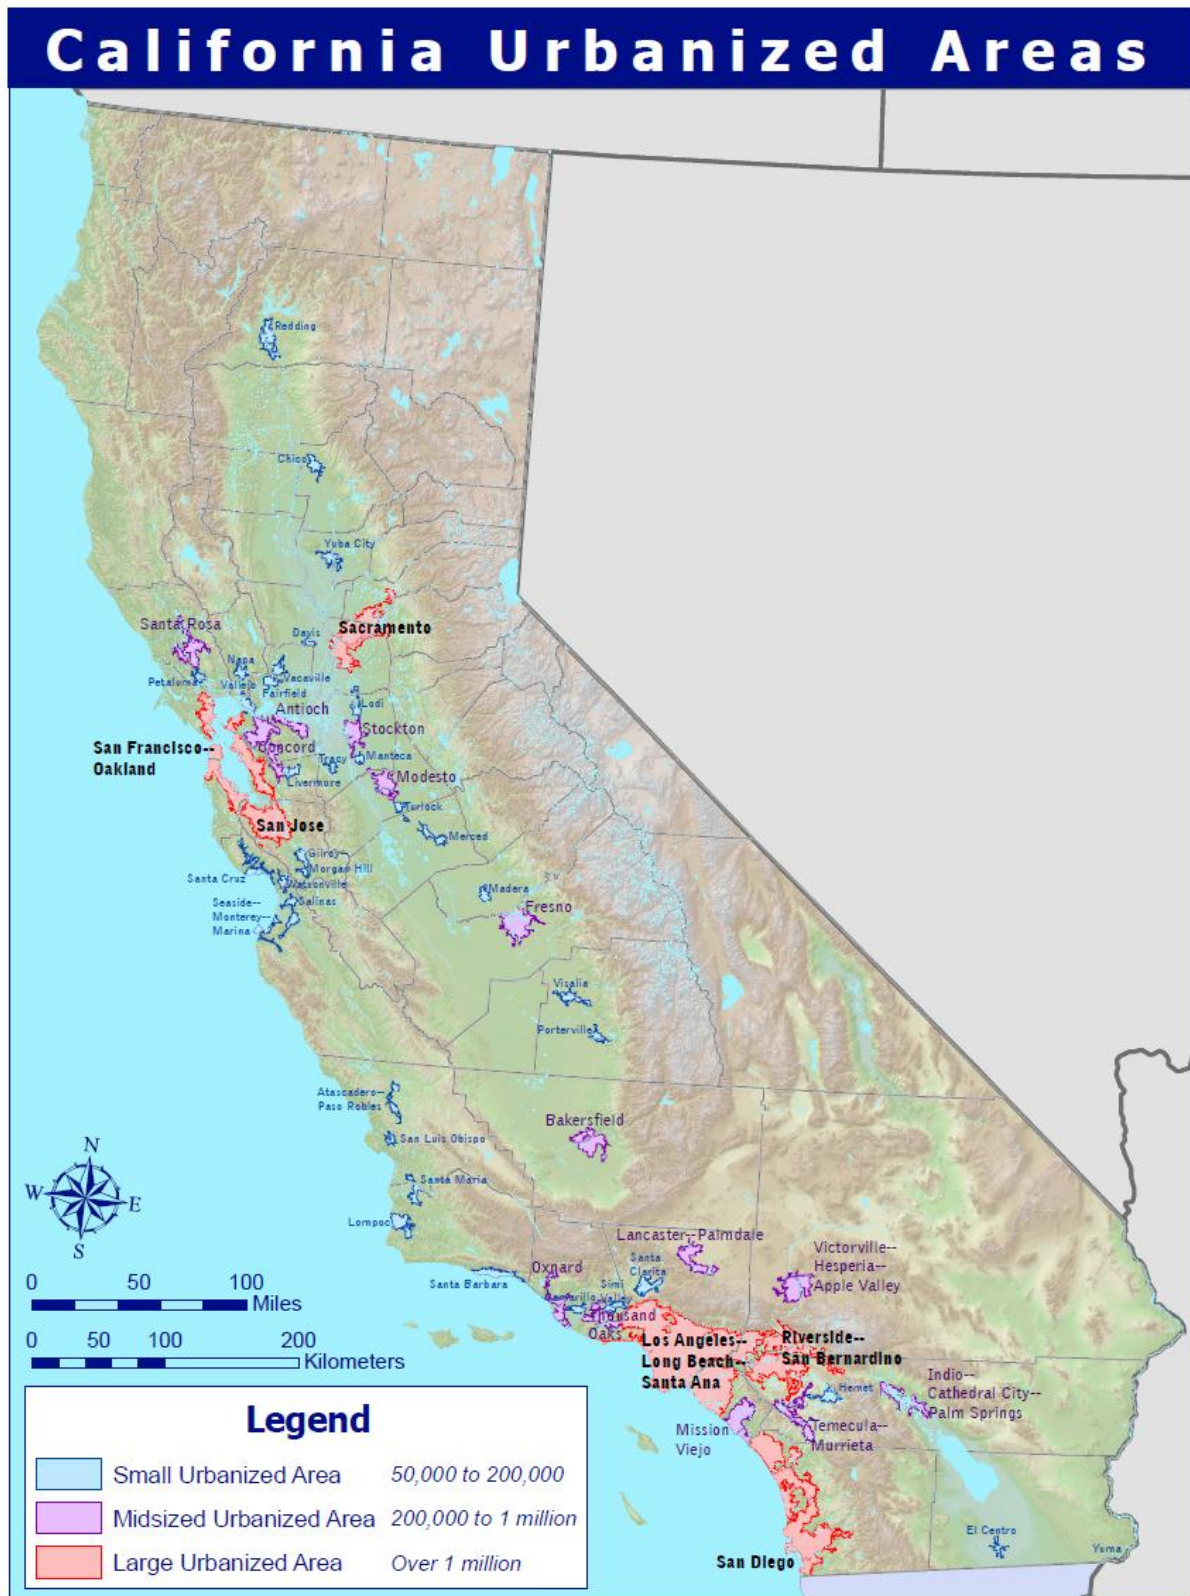 California Urbanized Areas
Redding
Chico
Yuba City
Santa Rosa
Davis
Sacramento
Napa
Petaluma
Vallejo
Vacaville
Fairfield
Lodi
Antioch
Stockton
San Francisco--
Oakland
Concord
Tracy
Manteca
Livermore
Modesto
Turlock
San Jose
Merced
Gilroy--
Morgan Hill
Santa Cruz
Watsonville
Madera
Salinas
Seaside--
Monterey--
Marina
Fresno
Visalia
Porterville
Atascadero--
Paso Robles
Bakersfield
San Luis Obispo
Santa Maria
Lompoc
Lancaster--Palmdale
Victorville--
Hesperia--
Apple Valley
Santa
Clarita
Oxnard
Santa Barbara
Simi
Valley
Camarillo
Thousand
Oaks
Los Angeles--
Long Beach--
Santa Ana
Riverside--
San Bernardino
Hemet
Indio--
Cathedral City--
Palm Springs
Mission
Viejo
Temecula--
Murrieta
El Centro
Yuma
San Diego
N
W E
S
0 50 100
Miles
0 50 100 200
Kilometers
Legend
Small Urbanized Area 50,000 to 200,000
Midsized Urbanized Area 200,000 to 1 million
Large Urbanized Area Over 1 million